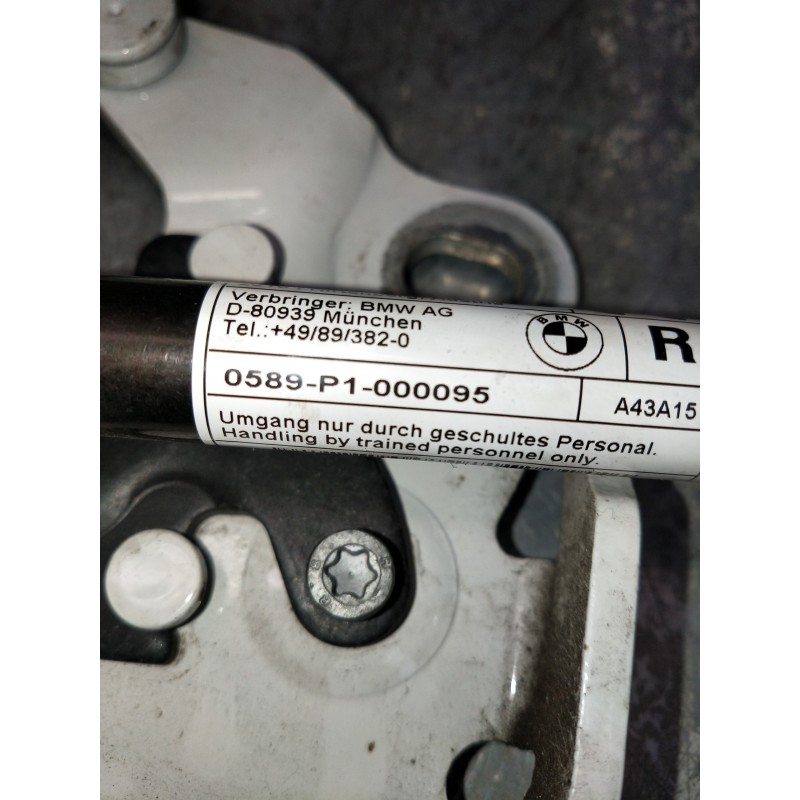 Verbringer: BMW AG
D-80939 München
Tel.:+49/89/382-0
BMW
R
0589-P1-000095
A43A15
Umgang nur durch geschultes Personal.
Handling by trained personnel only.